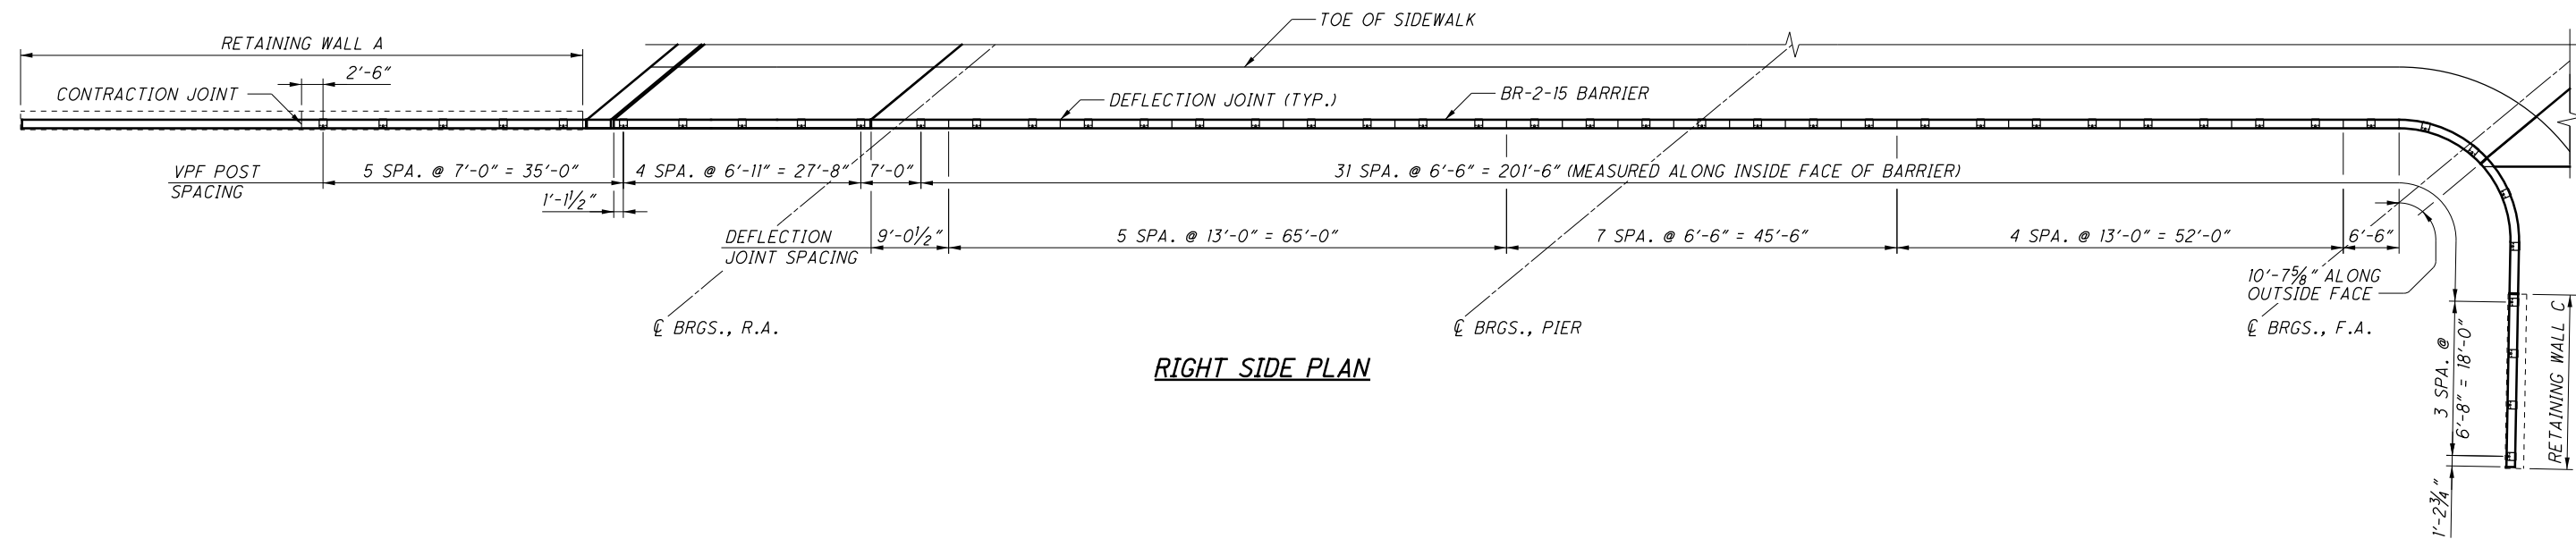 TOE OF SIDEWALK
RETAINING WALL A
2'-6"
CONTRACTION JOINT
DEFLECTION JOINT (TYP.)
BR-2-15 BARRIER
VPF POST
SPACING
5 SPA. @ 7'-0" = 35'-0"
4 SPA. @ 6'-11" = 27'-8"
7'-0"
31 SPA. @ 6'-6" = 201'-6" (MEASURED ALONG INSIDE FACE OF BARRIER)
1'-1½"
DEFLECTION
JOINT SPACING
9'-0½"
5 SPA. @ 13'-0" = 65'-0"
7 SPA. @ 6'-6" = 45'-6"
4 SPA. @ 13'-0" = 52'-0"
6'-6"
10'-7⅝" ALONG
OUTSIDE FACE
℄ BRGS., R.A.
℄ BRGS., PIER
℄ BRGS., F.A.
3 SPA. @
6'-8" = 18'-0"
RETAINING WALL C
1'-2¾"
RIGHT SIDE PLAN